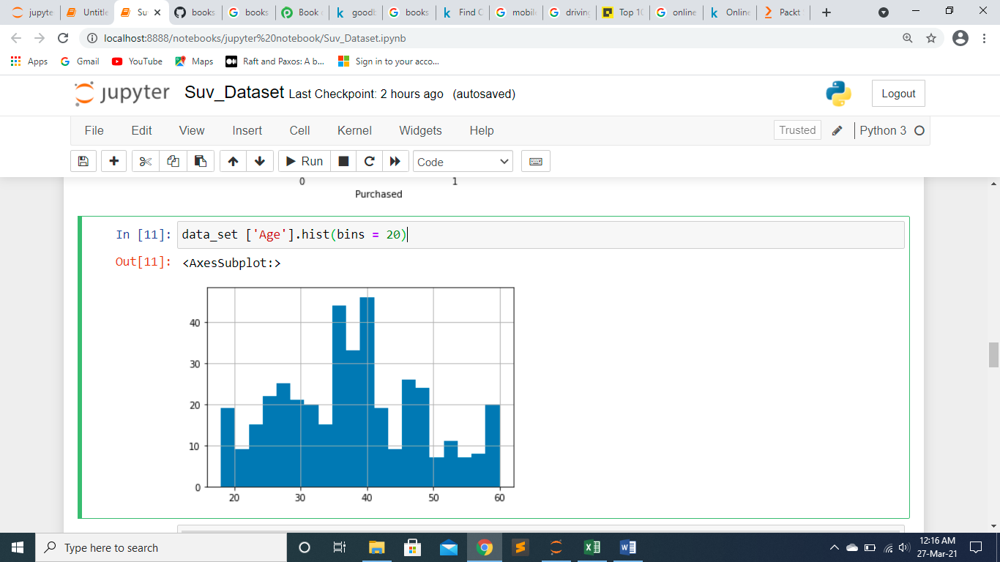 jupyte Untitle Su books books Book goodb books Find C mobile driving Top 10 online Online Packt
localhost:8888/notebooks/jupyter%20notebook/Suv_Dataset.ipynb
Apps Gmail YouTube Maps Raft and Paxos: A b... Sign in to your acco...
jupyter Suv_Dataset Last Checkpoint: 2 hours ago (autosaved) Logout
File Edit View Insert Cell Kernel Widgets Help Trusted Python 3
Run Code
0 1
Purchased
In [11]: data_set ['Age'].hist(bins = 20)
Out[11]: <AxesSubplot:>
40
30
20
10
0
20 30 40 50 60
Type here to search
12:16 AM
27-Mar-21